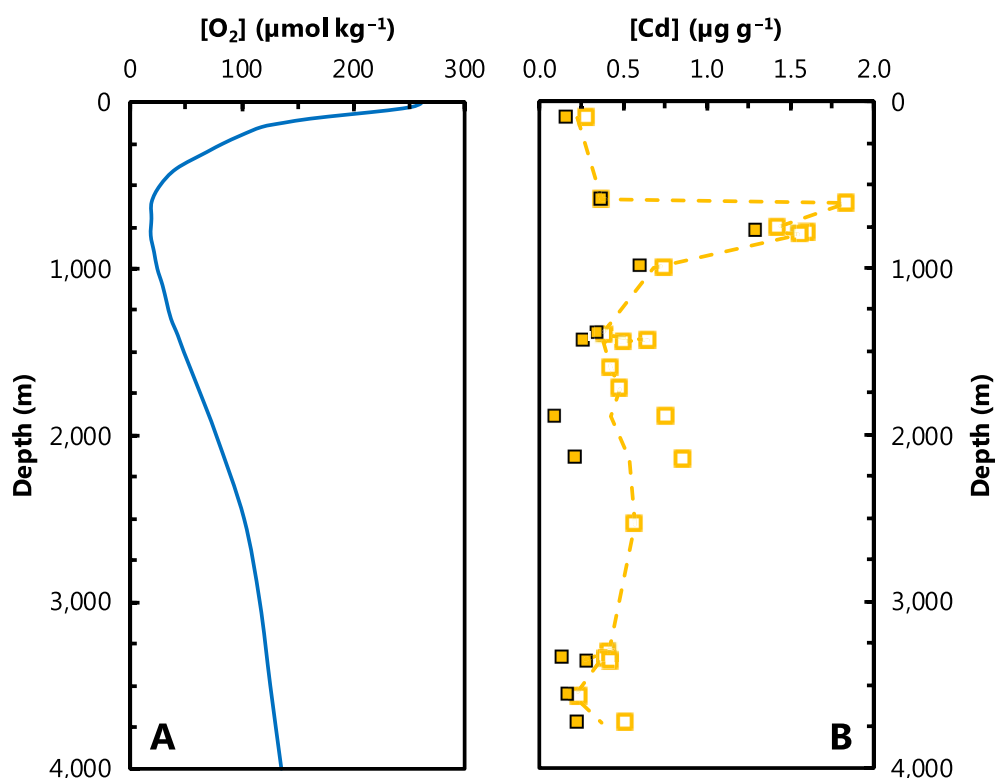 [O₂] (µmol kg⁻¹)
0 100 200 300
0
1,000
2,000
3,000
4,000
Depth (m)
A
[Cd] (µg g⁻¹)
0.0 0.5 1.0 1.5 2.0
0
1,000
2,000
3,000
4,000
Depth (m)
B